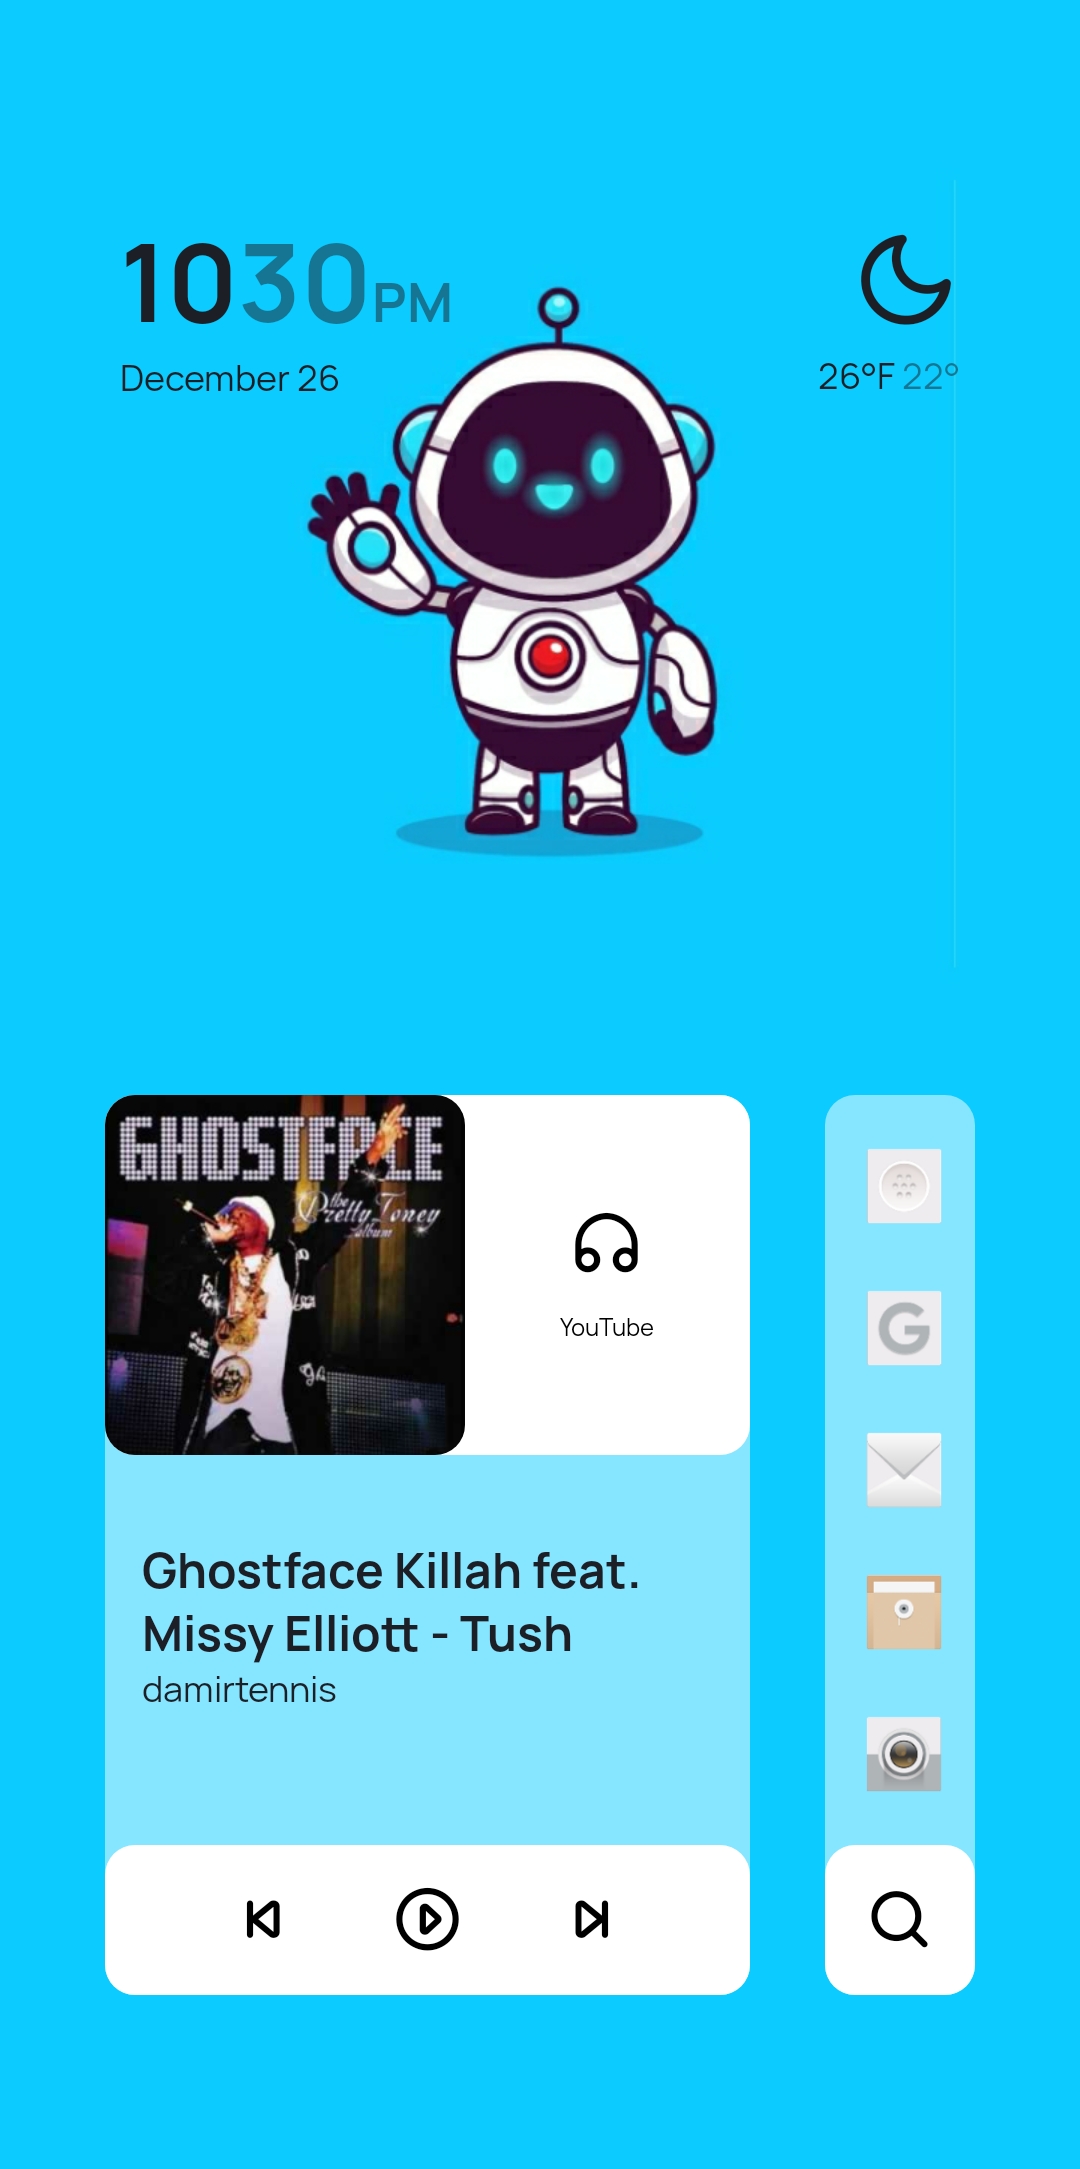 1030PM
December 26
26°F 22°
GHOSTFACE
the
Pretty Toney
album
YouTube
Ghostface Killah feat.
Missy Elliott - Tush
damirtennis
G